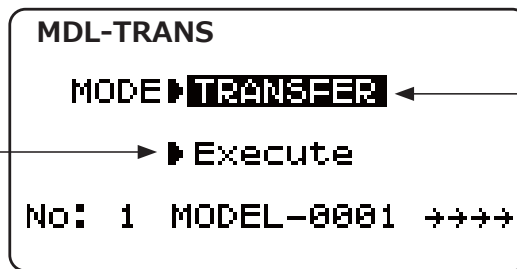 MDL-TRANS
MODE▶TRANSFER
▶Execute
No: 1 MODEL-0001 →→→→